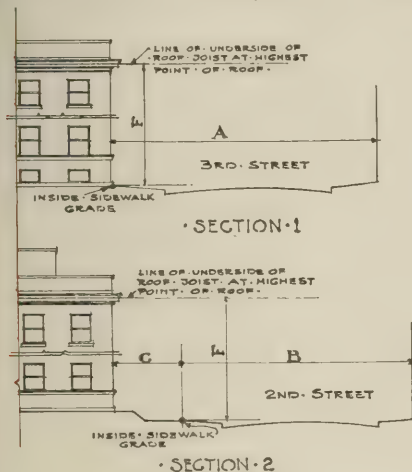 LINE·OF·UNDERSIDE·OF
ROOF·JOIST·AT·HIGHEST
POINT·OF·ROOF·
F
A
3RD·STREET
INSIDE·SIDEWALK
GRADE
·SECTION·1
LINE·OF·UNDERSIDE·OF
ROOF·JOIST·AT·HIGHEST
POINT·OF·ROOF·
C
F
B
2ND·STREET
INSIDE·SIDEWALK
GRADE
·SECTION·2